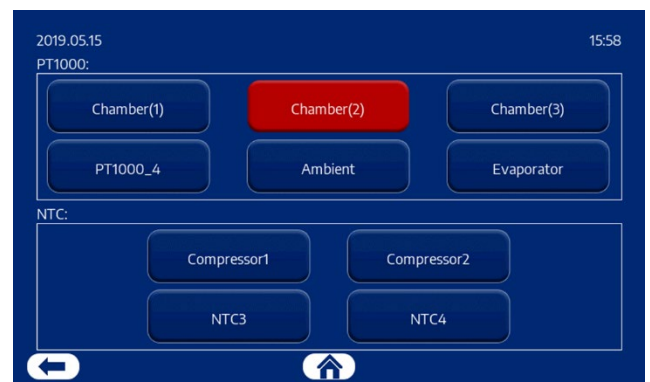 2019.05.15 15:58
PT1000:
Chamber(1) Chamber(2) Chamber(3)
PT1000_4 Ambient Evaporator
NTC:
Compressor1 Compressor2
NTC3 NTC4